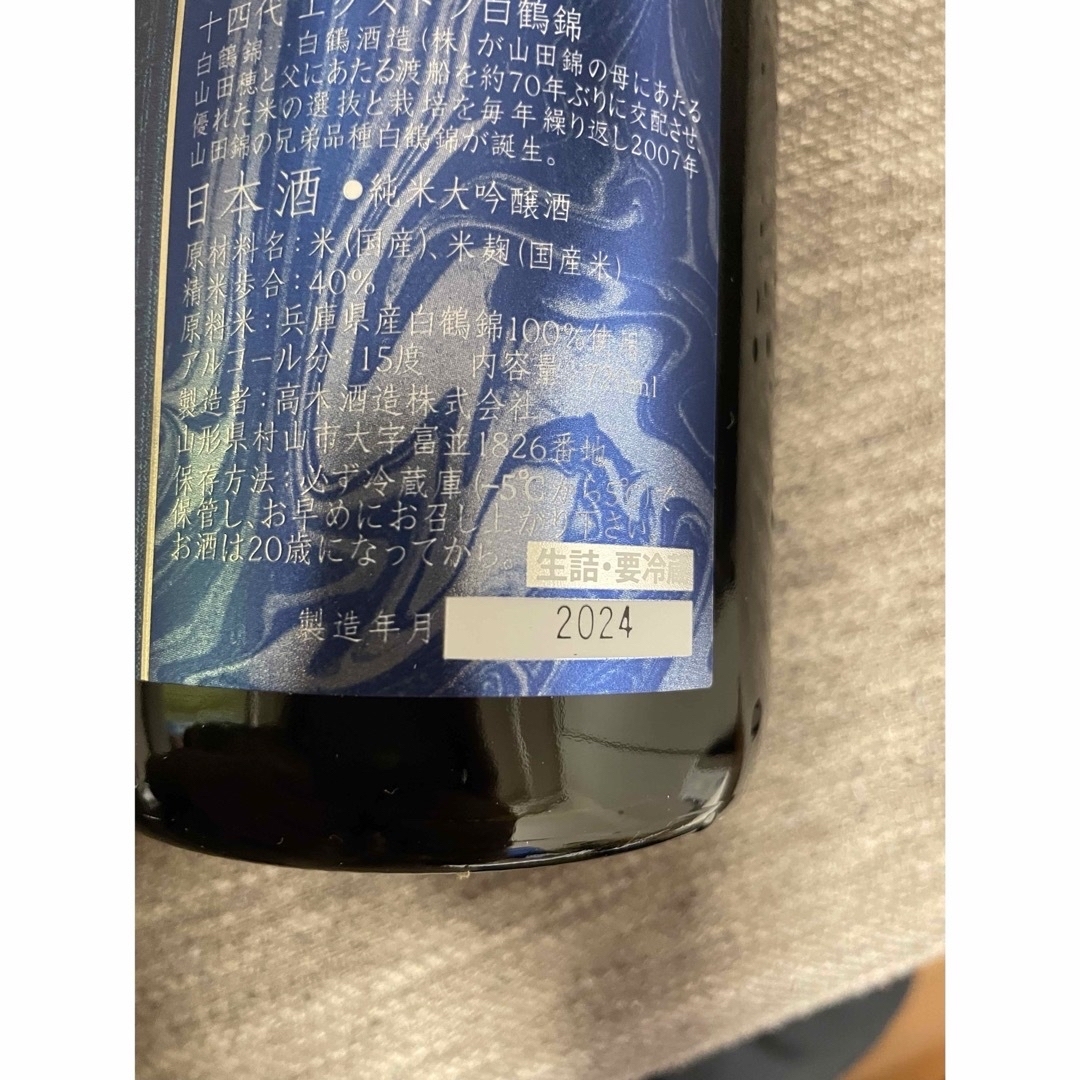 十四代 エクストラ白鶴錦
白鶴錦…白鶴酒造(株)が山田錦の母にあたる
山田穂と父にあたる渡船を約70年ぶりに交配させ、
優れた米の選抜と栽培を毎年繰り返し2007年
山田錦の兄弟品種白鶴錦が誕生。
日本酒 ●純米大吟醸酒
原材料名:米(国産)、米麹(国産米)
精米歩合:40%
原料米:兵庫県産白鶴錦100%使用
アルコール分:15度 内容量 ml
製造者:高木酒造株式会社
山形県村山市大字富並1826番地
保存方法:必ず冷蔵庫(-5℃から
保管し、お早めにお召し上がり下さい
お酒は20歳になってから。
生詰・要冷蔵
製造年月 2024